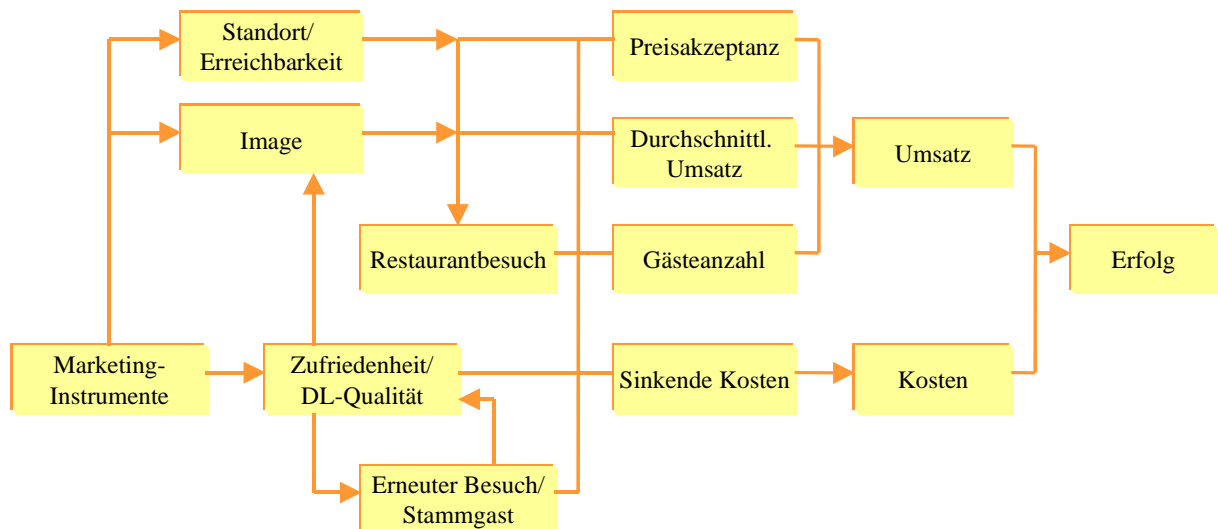 Standort/
Erreichbarkeit
Preisakzeptanz
Image
Durchschnittl.
Umsatz
Umsatz
Restaurantbesuch
Gästeanzahl
Erfolg
Marketing-
Instrumente
Zufriedenheit/
DL-Qualität
Sinkende Kosten
Kosten
Erneuter Besuch/
Stammgast